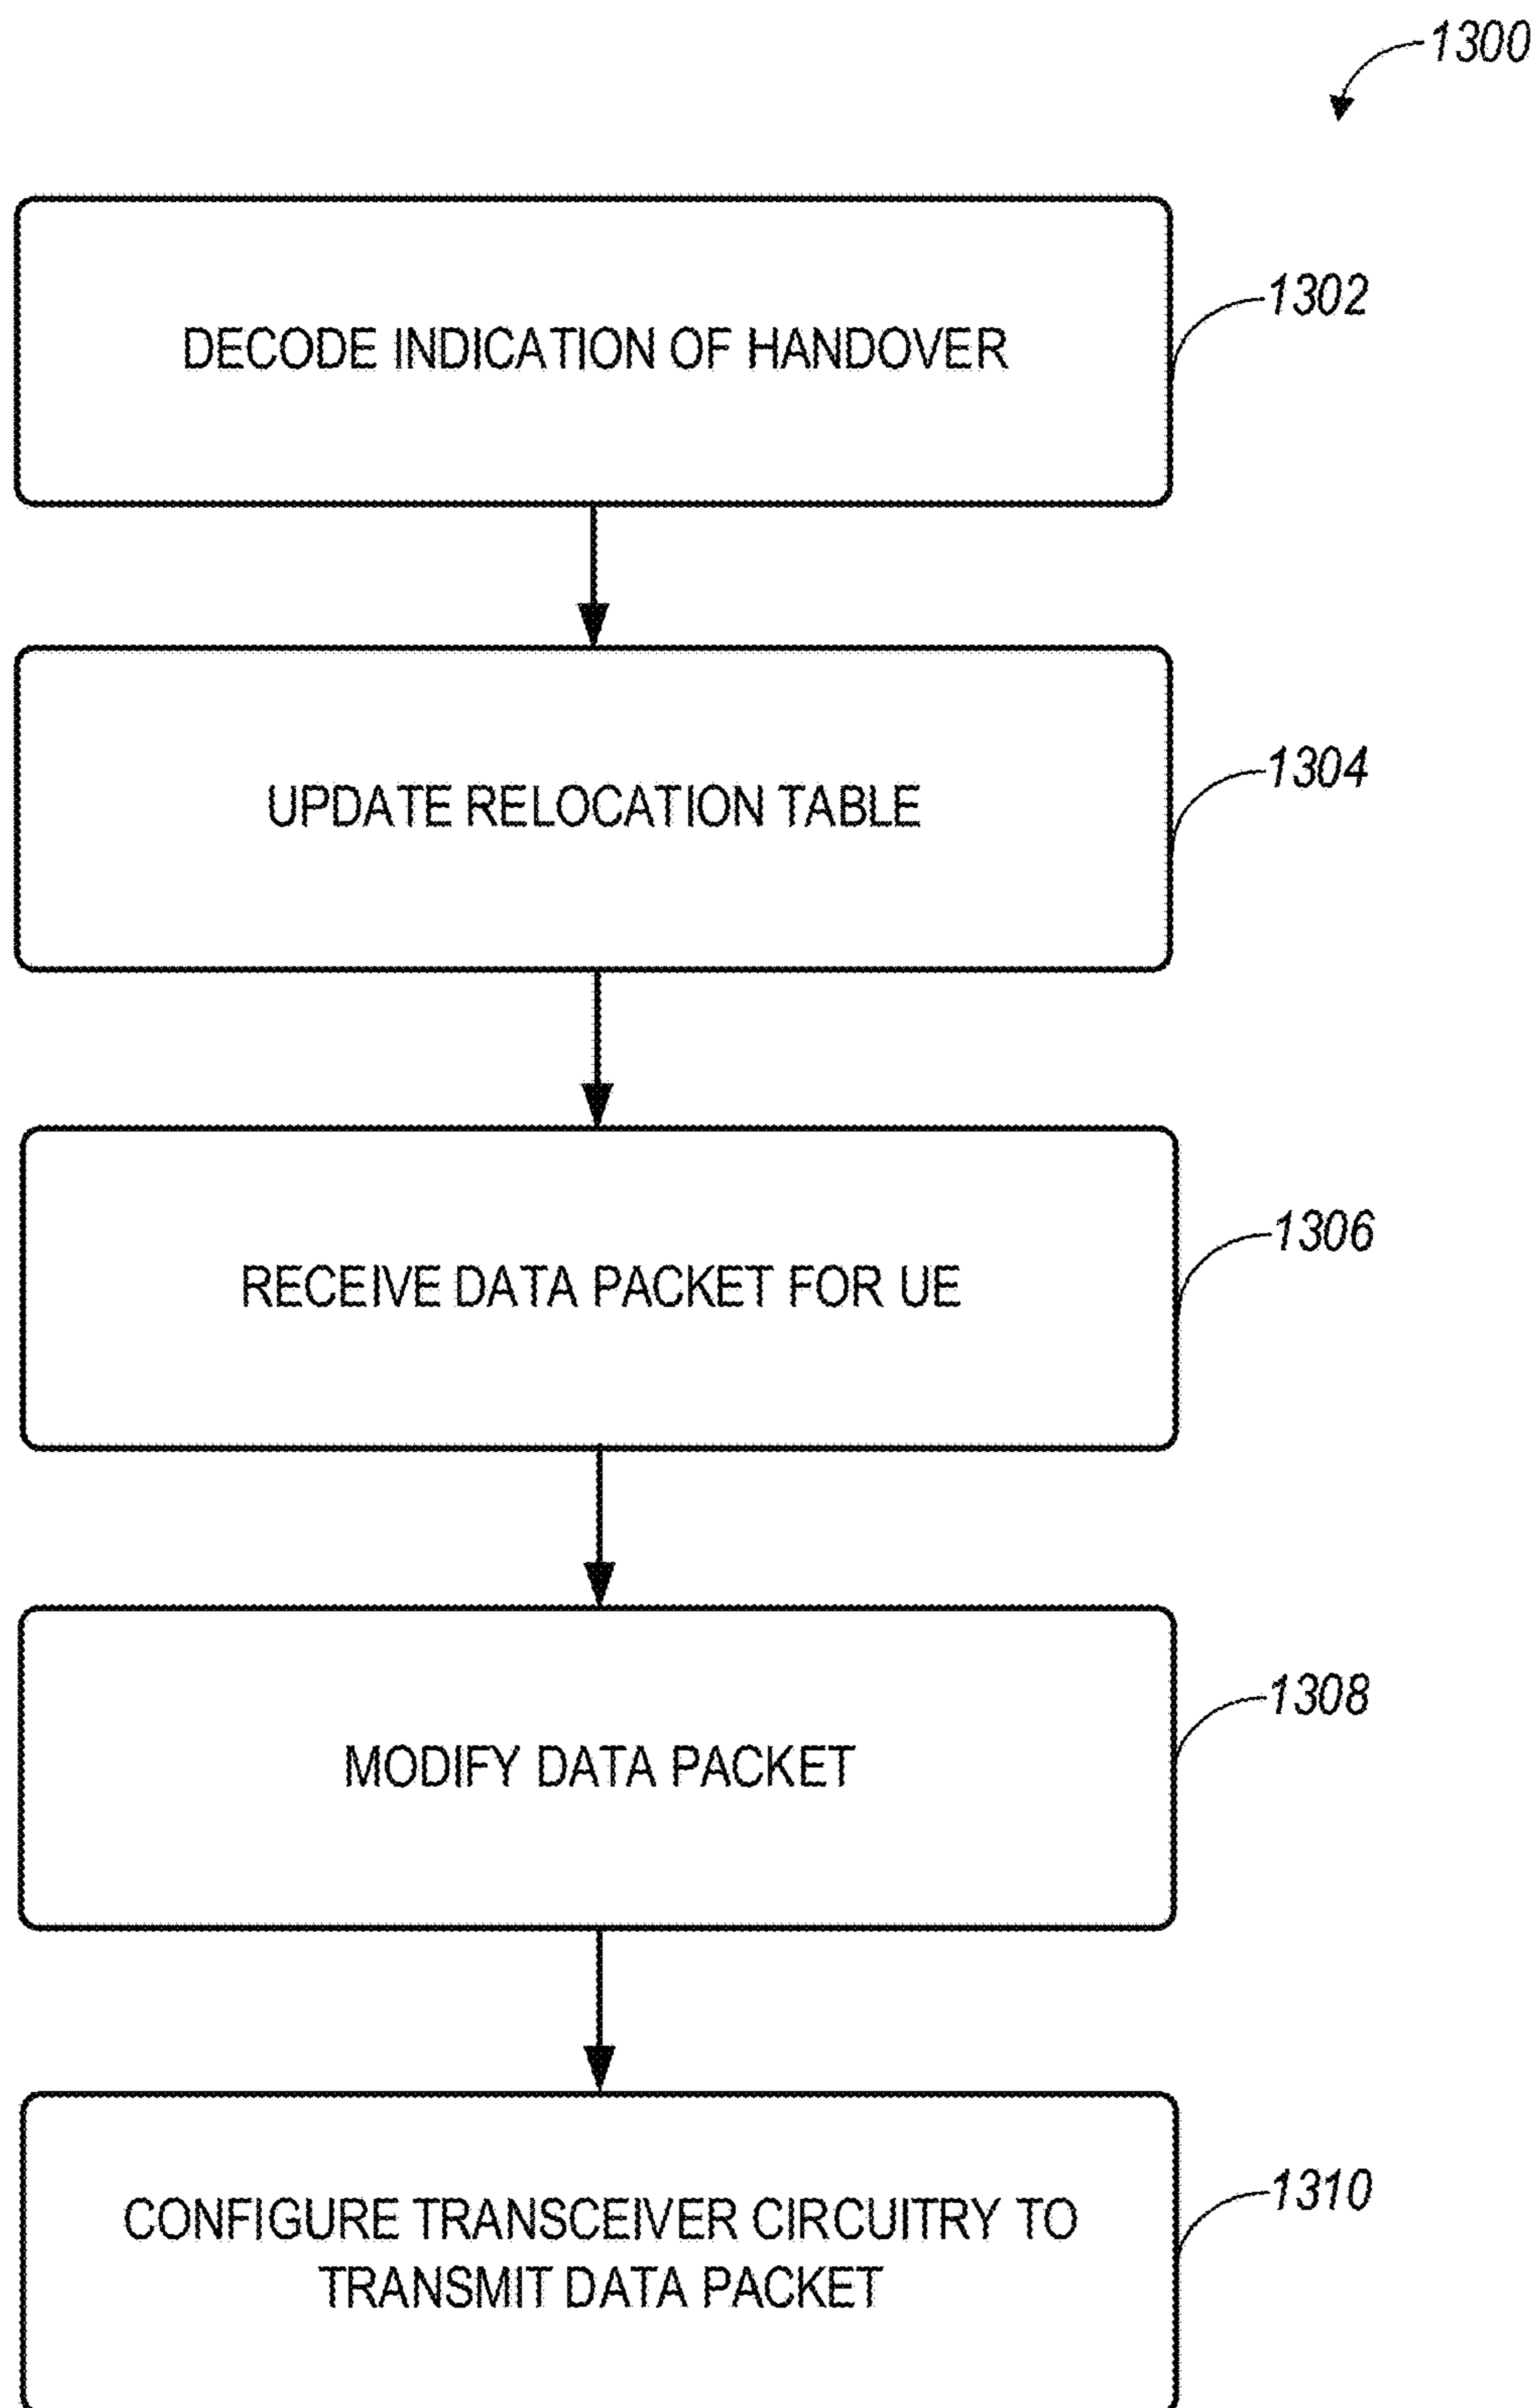 1300
DECODE INDICATION OF HANDOVER
1302
UPDATE RELOCATION TABLE
1304
RECEIVE DATA PACKET FOR UE
1306
MODIFY DATA PACKET
1308
CONFIGURE TRANSCEIVER CIRCUITRY TO
TRANSMIT DATA PACKET
1310